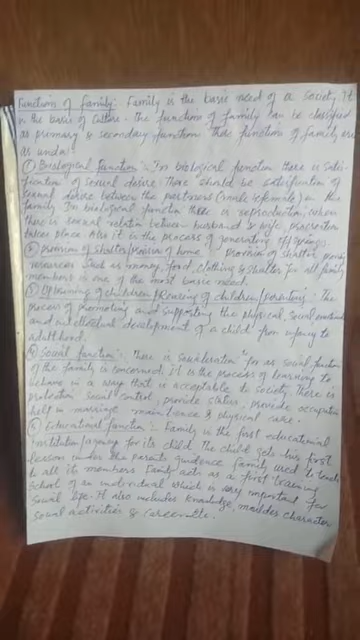 Functions of family :- Family is the basic need of a society. It
is the basis of culture. The functions of family can be classified
as primary & secondary functions. These functions of family are
as under:
① Biological function :- In biological function there is satis-
fication of sexual desire. There should be satisfication of
sexual desire between the partners (male & female) in the
family. In biological function there is reproduction, when
there is sexual relation between husband & wife procreation
takes place. Also it is the process of generating offsprings.
② provision of shelter/provision of home :- provision of shelter,
resources such as money, food, clothing & shelter for all family
members is one of the most basic need.
③ Upbringing of children / Rearing of children / parenting :- The
process of promoting and supporting the physical, social emotional
and intellectual development of a child from infancy to
adulthood.
④ Social function :- There is socialization as social function
of the family is concerned. It is the process of learning to
behave in a way that is acceptable to society. There is
protection social control, provide status, provide occupation
help in marriage maintenance & physical care.
⑤ Educational function :- Family is the first educational
institution/agency for its child. The child gets his first
lesson under the parents guidence family used to teach
to all its members. Family acts as a first training
school of an individual which is very important for
social life. It also includes knowledge, moulds character
social activities & career etc.